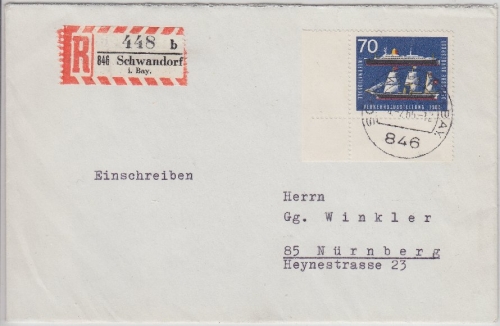 R
448 b
846 Schwandorf
i. Bay.
70
846
Einschreiben
Herrn
Gg. Winkler
85 Nürnberg
Heynestrasse 23